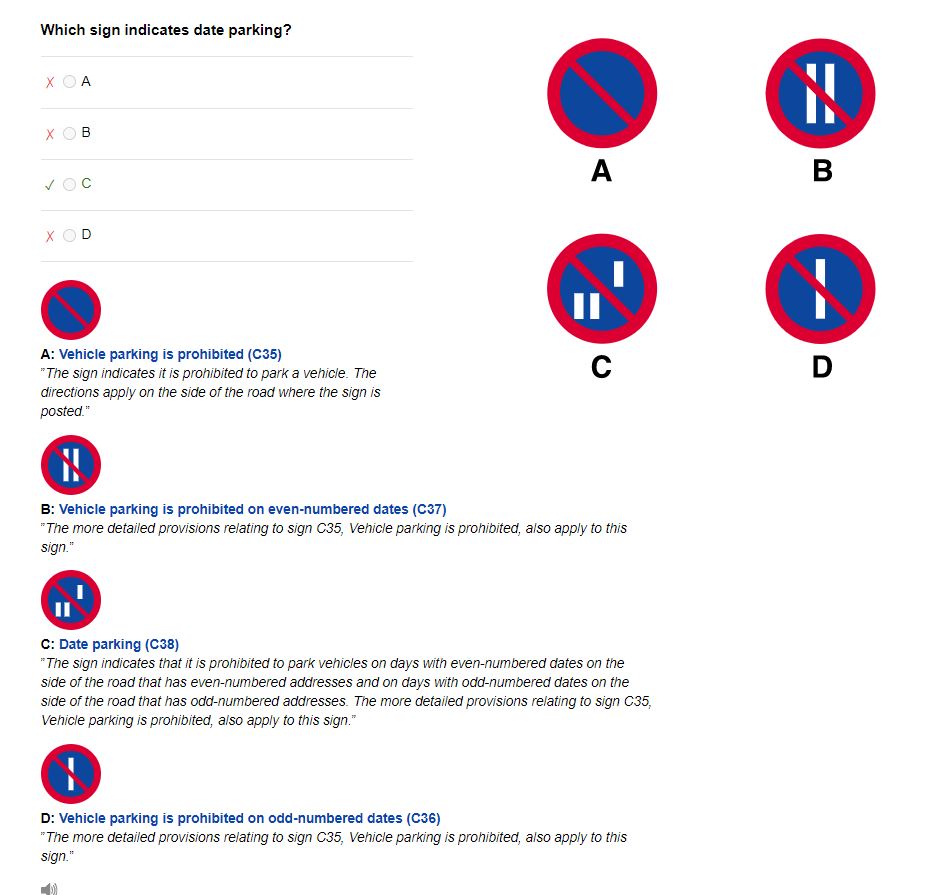 Which sign indicates date parking?
A
B
C
D
A
B
C
D
A: Vehicle parking is prohibited (C35)
”The sign indicates it is prohibited to park a vehicle. The
directions apply on the side of the road where the sign is
posted.”
B: Vehicle parking is prohibited on even-numbered dates (C37)
”The more detailed provisions relating to sign C35, Vehicle parking is prohibited, also apply to this
sign.”
C: Date parking (C38)
”The sign indicates that it is prohibited to park vehicles on days with even-numbered dates on the
side of the road that has even-numbered addresses and on days with odd-numbered dates on the
side of the road that has odd-numbered addresses. The more detailed provisions relating to sign C35,
Vehicle parking is prohibited, also apply to this sign.”
D: Vehicle parking is prohibited on odd-numbered dates (C36)
”The more detailed provisions relating to sign C35, Vehicle parking is prohibited, also apply to this
sign.”